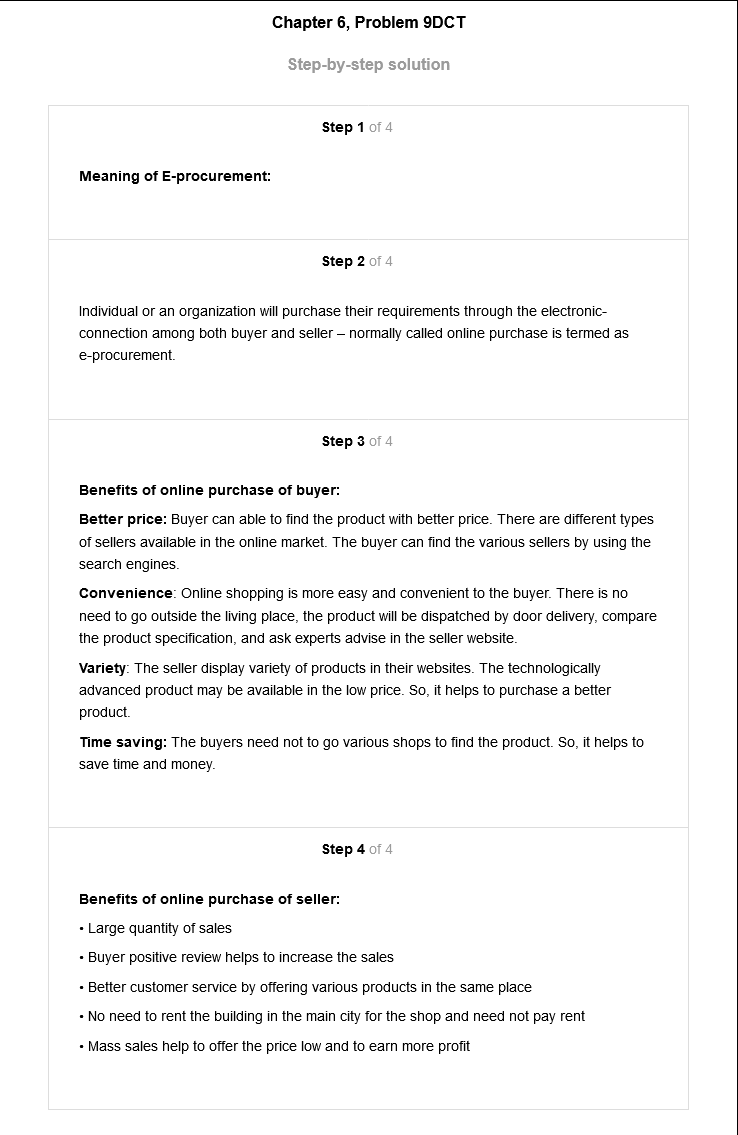 Chapter 6, Problem 9DCT
Step-by-step solution
Step 1 of 4
Meaning of E-procurement:
Step 2 of 4
Individual or an organization will purchase their requirements through the electronic-
connection among both buyer and seller – normally called online purchase is termed as
e-procurement.
Step 3 of 4
Benefits of online purchase of buyer:
Better price: Buyer can able to find the product with better price. There are different types
of sellers available in the online market. The buyer can find the various sellers by using the
search engines.
Convenience: Online shopping is more easy and convenient to the buyer. There is no
need to go outside the living place, the product will be dispatched by door delivery, compare
the product specification, and ask experts advise in the seller website.
Variety: The seller display variety of products in their websites. The technologically
advanced product may be available in the low price. So, it helps to purchase a better
product.
Time saving: The buyers need not to go various shops to find the product. So, it helps to
save time and money.
Step 4 of 4
Benefits of online purchase of seller:
• Large quantity of sales
• Buyer positive review helps to increase the sales
• Better customer service by offering various products in the same place
• No need to rent the building in the main city for the shop and need not pay rent
• Mass sales help to offer the price low and to earn more profit